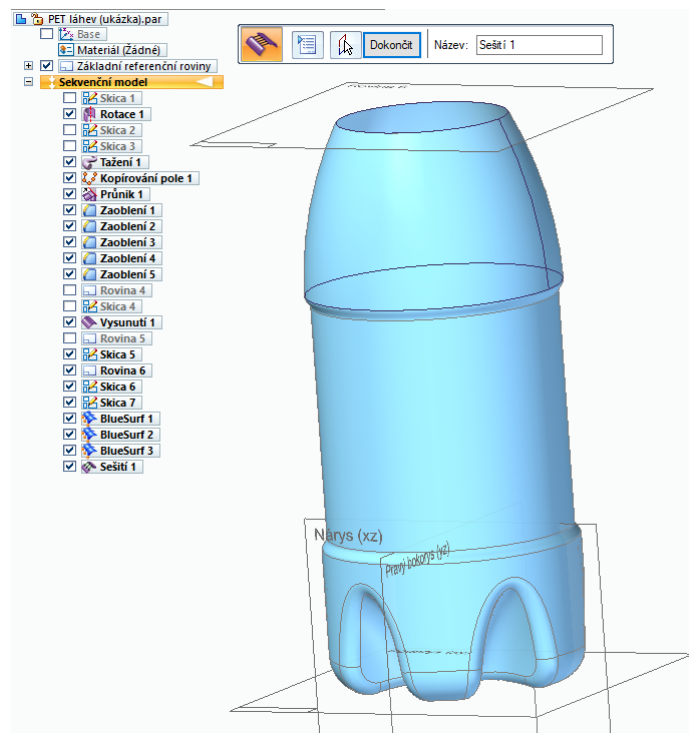 PET láhev (ukázka).par
Base
Materiál (Žádné)
Základní referenční roviny
Sekvenční model
Skica 1
Rotace 1
Skica 2
Skica 3
Tažení 1
Kopírování pole 1
Průnik 1
Zaoblení 1
Zaoblení 2
Zaoblení 3
Zaoblení 4
Zaoblení 5
Rovina 4
Skica 4
Vysunutí 1
Rovina 5
Skica 5
Rovina 6
Skica 6
Skica 7
BlueSurf 1
BlueSurf 2
BlueSurf 3
Sešití 1
Dokončit Název: Sešití 1
Nárys (xz)
Pravý bokorys (yz)